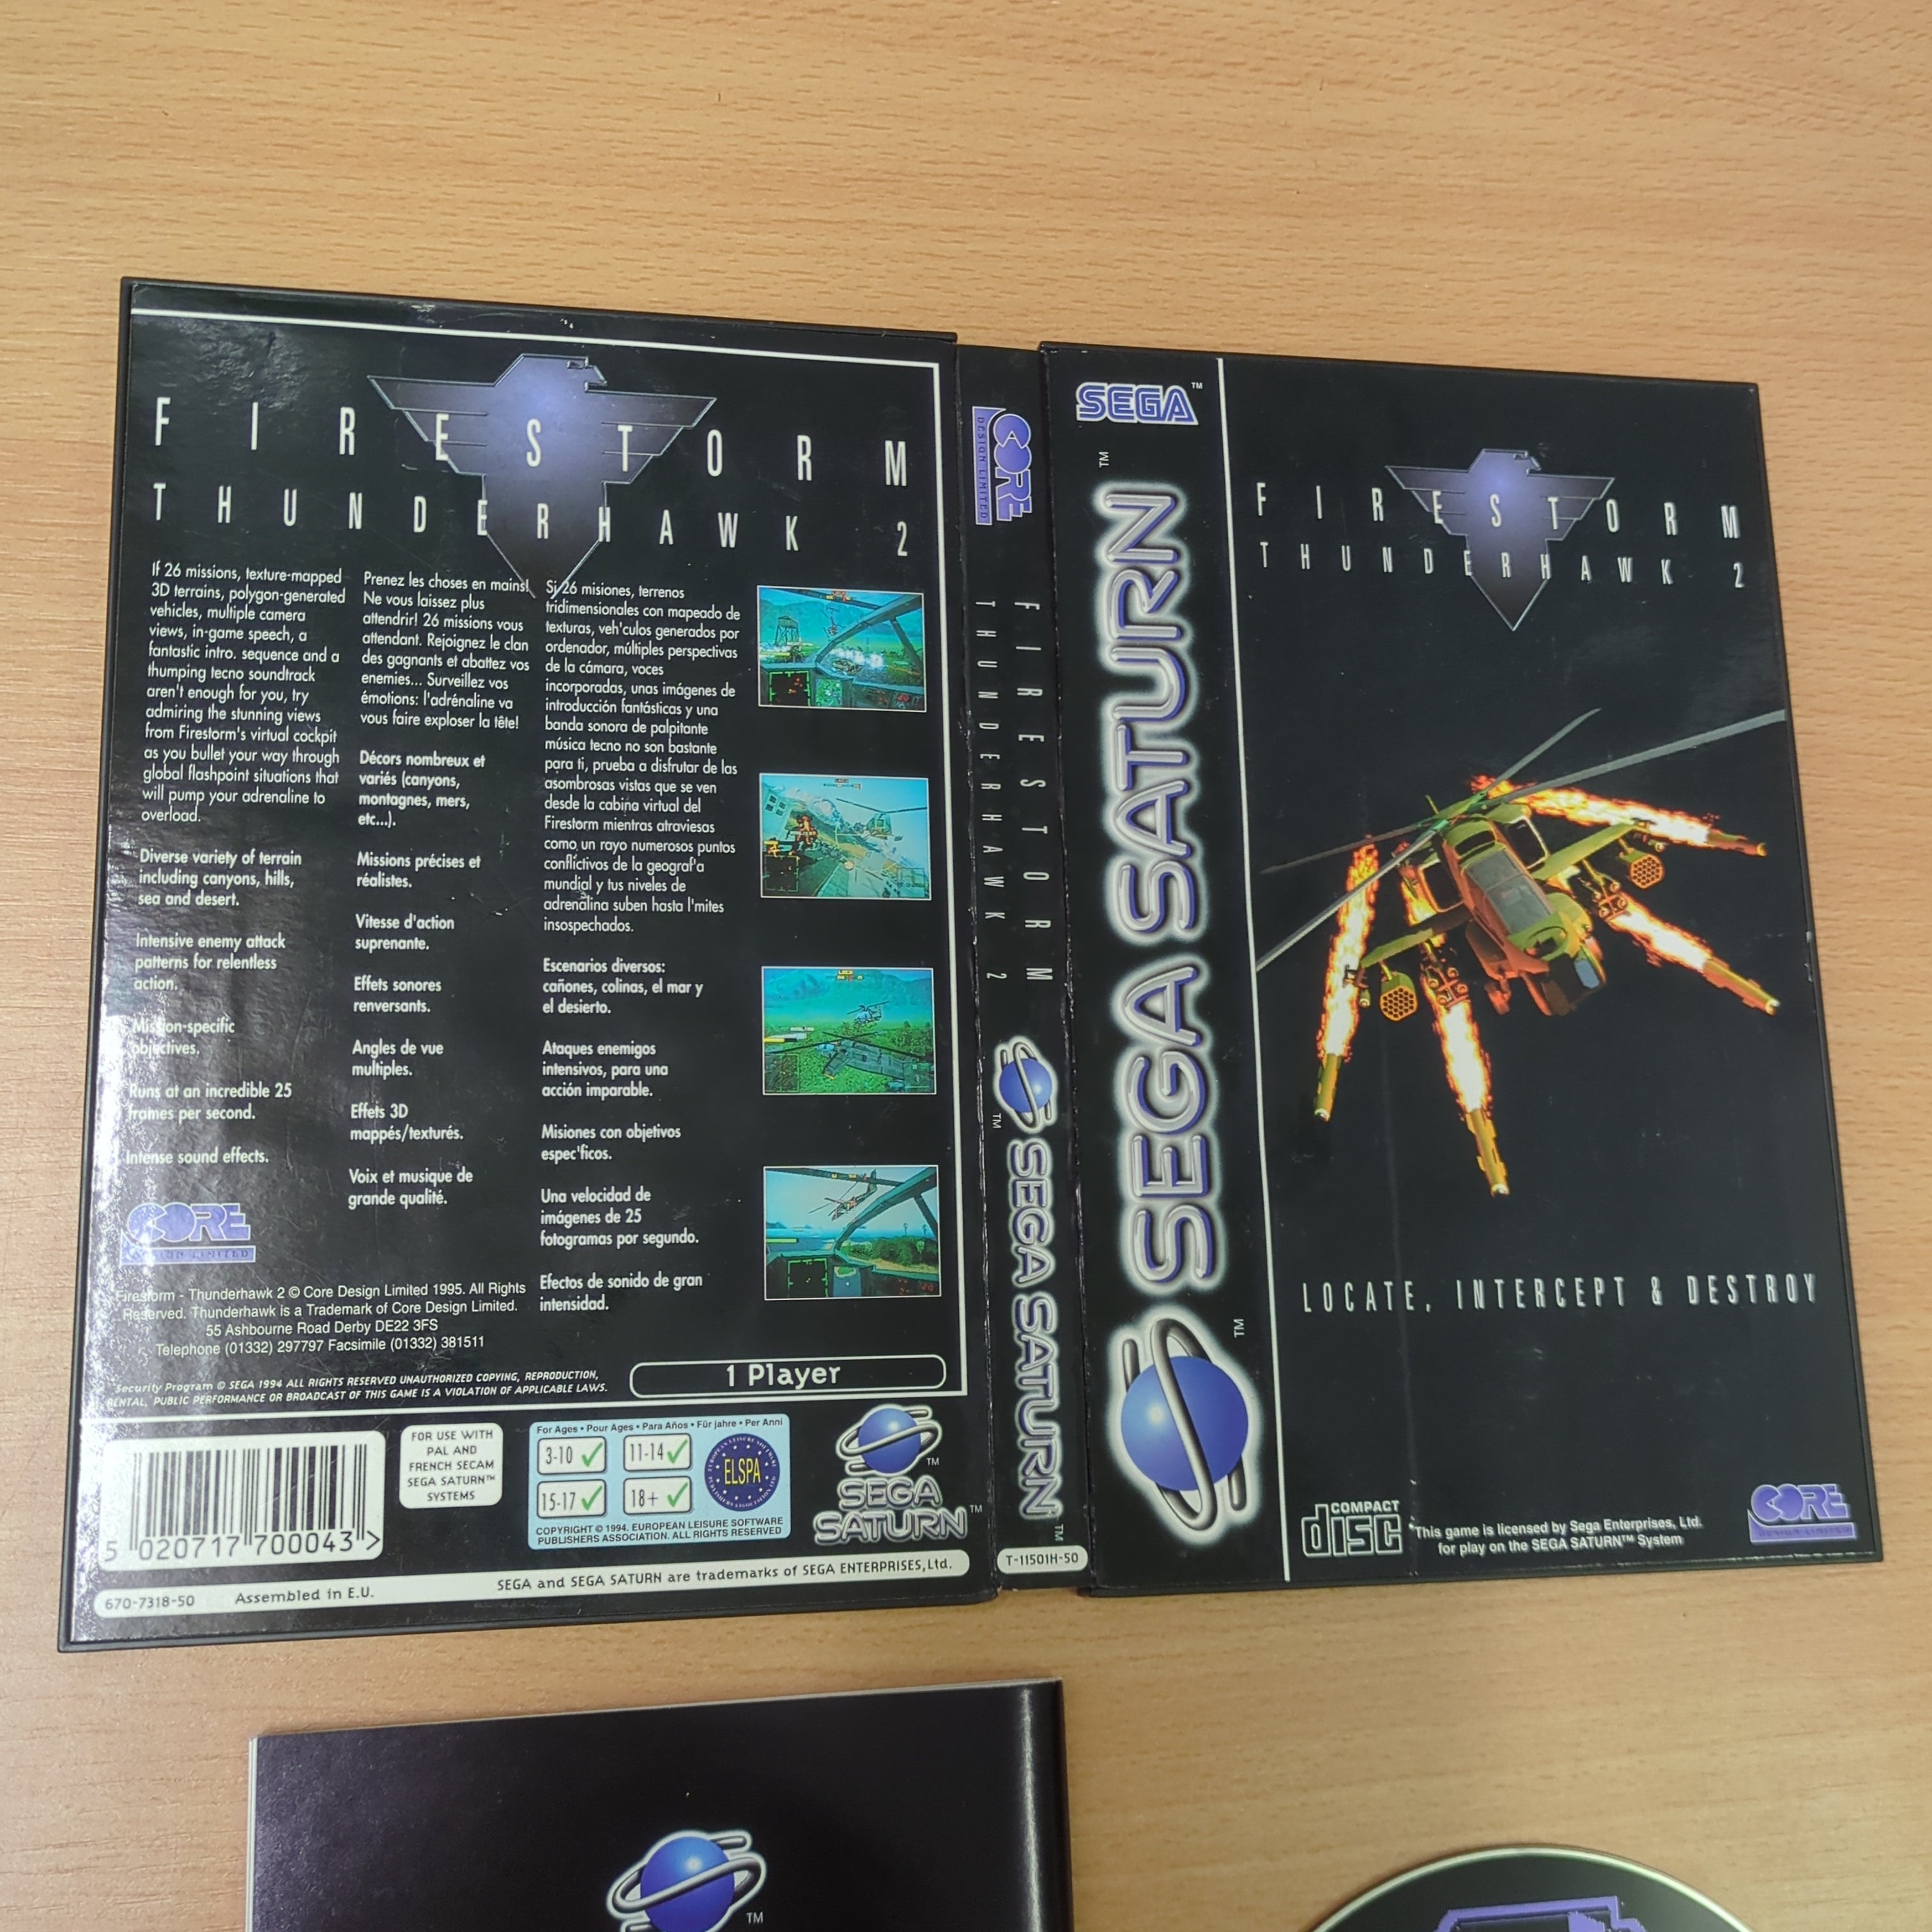 FIRESTORM
THUNDERHAWK 2
If 26 missions, texture-mapped
3D terrains, polygon-generated
vehicles, multiple camera
views, in-game speech, a
fantastic intro. sequence and a
thumping tecno soundtrack
aren't enough for you, try
admiring the stunning views
from Firestorm's virtual cockpit
as you bullet your way through
global flashpoint situations that
will pump your adrenaline to
overload.
Diverse variety of terrain
including canyons, hills,
sea and desert.
Intensive enemy attack
patterns for relentless
action.
Mission-specific
objectives.
Runs at an incredible 25
frames per second.
Intense sound effects.
Prenez les choses en mains!
Ne vous laissez plus
attendrir! 26 missions vous
attendant. Rejoignez le clan
des gagnants et abattez vos
enemies... Surveillez vos
émotions: l'adrénaline va
vous faire exploser la tête!
Décors nombreux et
variés (canyons,
montagnes, mers,
etc...).
Missions précises et
réalistes.
Vitesse d'action
suprenante.
Effets sonores
renversants.
Angles de vue
multiples.
Effets 3D
mappés/texturés.
Voix et musique de
grande qualité.
Si 26 misiones, terrenos
tridimensionales con mapeado de
texturas, veh'culos generados por
ordenador, múltiples perspectivas
de la cámara, voces
incorporadas, unas imágenes de
introducción fantásticas y una
banda sonora de palpitante
música tecno no son bastante
para ti, prueba a disfrutar de las
asombrosas vistas que se ven
desde la cabina virtual del
Firestorm mientras atraviesas
como un rayo numerosos puntos
conflictivos de la geograf'a
mundial y tus niveles de
adrenalina suben hasta l'mites
insospechados.
Escenarios diversos:
cañones, colinas, el mar y
el desierto.
Ataques enemigos
intensivos, para una
acción imparable.
Misiones con objetivos
espec'ficos.
Una velocidad de
imágenes de 25
fotogramas por segundo.
Efectos de sonido de gran
intensidad.
CORE
DESIGN LIMITED
Firestorm - Thunderhawk 2 © Core Design Limited 1995. All Rights
Reserved. Thunderhawk is a Trademark of Core Design Limited.
55 Ashbourne Road Derby DE22 3FS
Telephone (01332) 297797 Facsimile (01332) 381511
Security Program © SEGA 1994 ALL RIGHTS RESERVED UNAUTHORIZED COPYING, REPRODUCTION,
RENTAL, PUBLIC PERFORMANCE OR BROADCAST OF THIS GAME IS A VIOLATION OF APPLICABLE LAWS.
1 Player
5 020717 700043 >
FOR USE WITH
PAL AND
FRENCH SECAM
SEGA SATURN™
SYSTEMS
For Ages • Pour Ages • Para Años • Für jahre • Per Anni
3-10 11-14
15-17 18+
ELSPA
COPYRIGHT © 1994. EUROPEAN LEISURE SOFTWARE
PUBLISHERS ASSOCIATION. ALL RIGHTS RESERVED
TM
SEGA
SATURN™
670-7318-50 Assembled in E.U. SEGA and SEGA SATURN are trademarks of SEGA ENTERPRISES, Ltd.
CORE
DESIGN LIMITED
FIRESTORM
THUNDERHAWK 2
TM
SEGA SATURN™
T-11501H-50
SEGA™
SEGA SATURN™
TM
FIRESTORM
THUNDERHAWK 2
LOCATE, INTERCEPT & DESTROY
COMPACT
disc
This game is licensed by Sega Enterprises, Ltd.
for play on the SEGA SATURN™ System
CORE
DESIGN LIMITED
TM